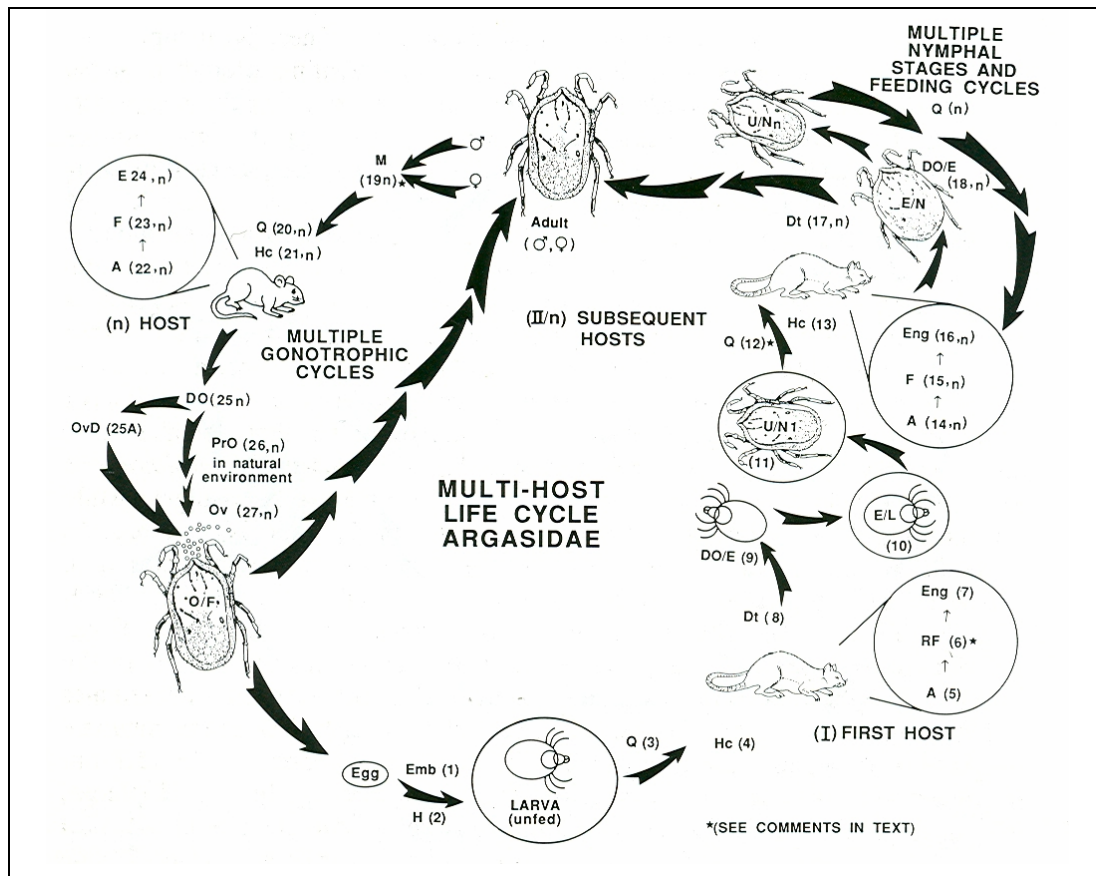 MULTIPLE
NYMPHAL
STAGES AND
FEEDING CYCLES
Q (n)
U/Nn
DO/E
(18,n)
E/N
Dt (17,n)
♂
M
(19n)★
♀
Adult
(♂,♀)
E 24,n)
↑
F (23,n)
↑
A (22,n)
Q (20,n)
Hc (21,n)
(n) HOST
MULTIPLE
GONOTROPHIC
CYCLES
(II/n) SUBSEQUENT
HOSTS
Hc (13)
Q (12)★
Eng (16,n)
↑
F (15,n)
↑
A (14,n)
U/N1
(11)
DO(25n)
OvD (25A)
PrO (26,n)
in natural
environment
Ov (27,n)
O/F
MULTI-HOST
LIFE CYCLE
ARGASIDAE
E/L
(10)
DO/E (9)
Dt (8)
Eng (7)
↑
RF (6)★
↑
A (5)
(I) FIRST HOST
Egg
Emb (1)
H (2)
LARVA
(unfed)
Q (3)
Hc (4)
★(SEE COMMENTS IN TEXT)